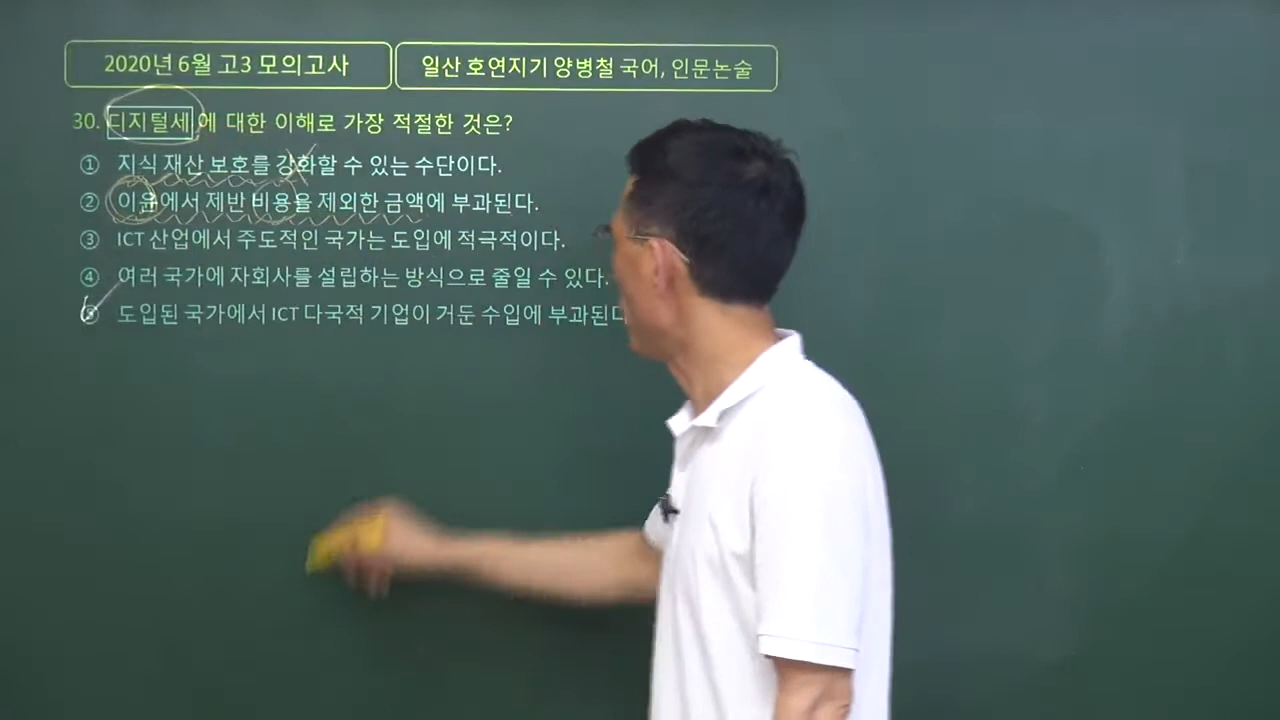 2020년 6월 고3 모의고사
일산 호연지기 양병철 국어, 인문논술
30. 디지털세에 대한 이해로 가장 적절한 것은?
① 지식 재산 보호를 강화할 수 있는 수단이다.
② 이윤에서 제반 비용을 제외한 금액에 부과된다.
③ ICT 산업에서 주도적인 국가는 도입에 적극적이다.
④ 여러 국가에 자회사를 설립하는 방식으로 줄일 수 있다.
⑤ 도입된 국가에서 ICT 다국적 기업이 거둔 수입에 부과된다